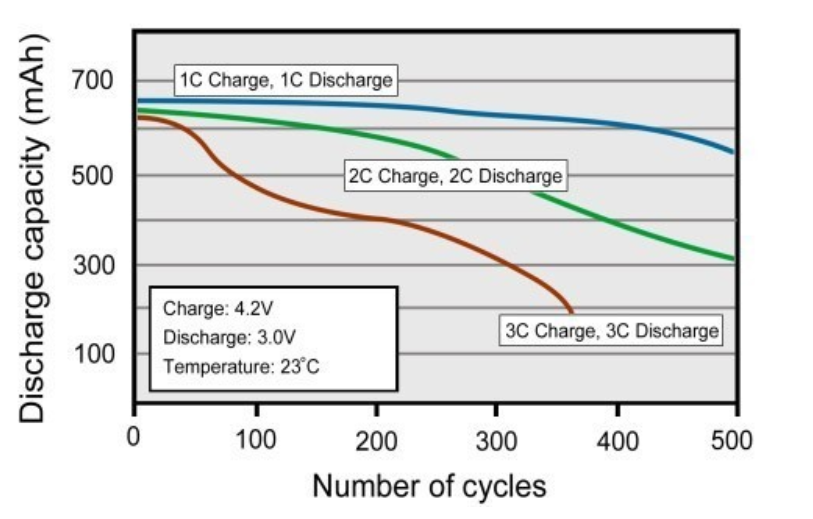 Discharge capacity (mAh)
700
500
300
100
1C Charge, 1C Discharge
2C Charge, 2C Discharge
3C Charge, 3C Discharge
Charge: 4.2V
Discharge: 3.0V
Temperature: 23°C
0 100 200 300 400 500
Number of cycles